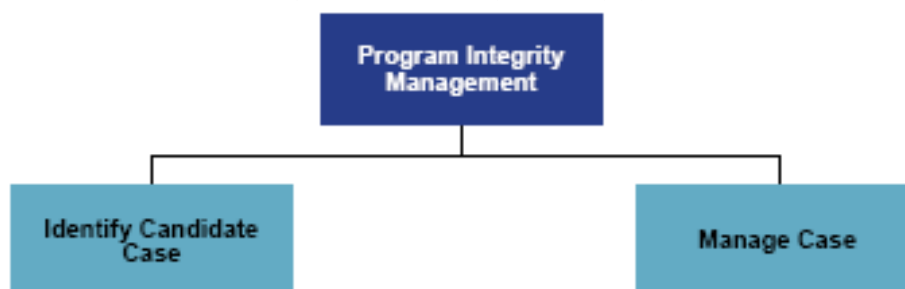 Program Integrity
Management
Identify Candidate
Case
Manage Case